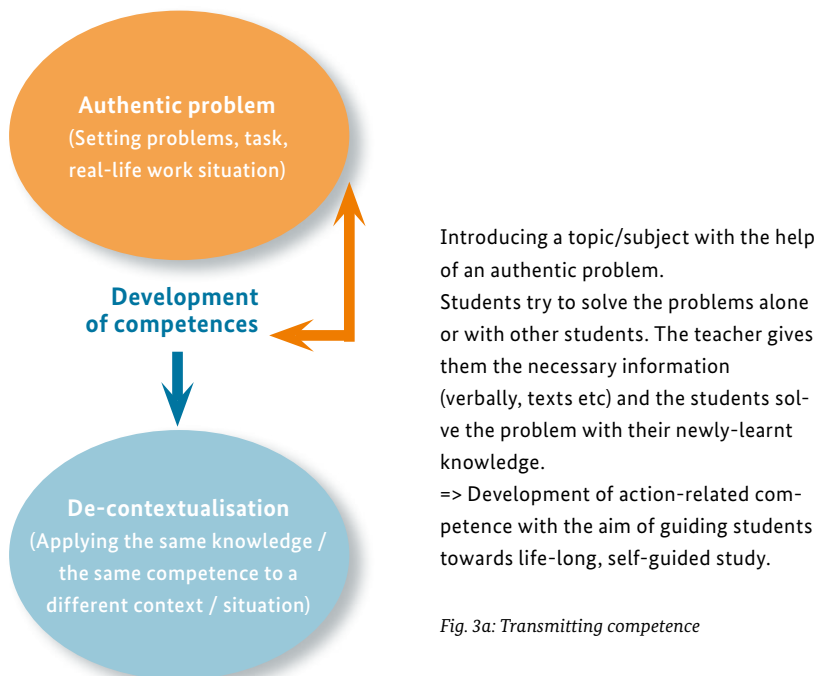 Authentic problem
(Setting problems, task,
real-life work situation)
Development
of competences
De-contextualisation
(Applying the same knowledge /
the same competence to a
different context / situation)
Introducing a topic/subject with the help
of an authentic problem.
Students try to solve the problems alone
or with other students. The teacher gives
them the necessary information
(verbally, texts etc) and the students sol-
ve the problem with their newly-learnt
knowledge.
=> Development of action-related com-
petence with the aim of guiding students
towards life-long, self-guided study.
Fig. 3a: Transmitting competence